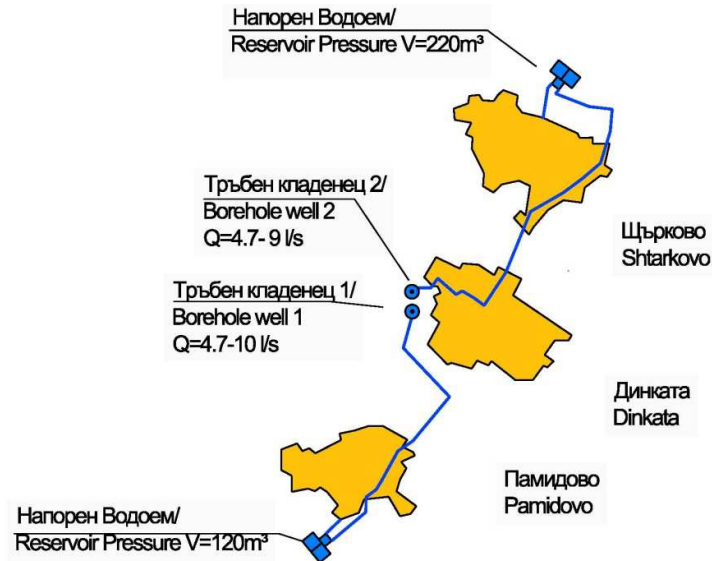 Напорен Водоем/
Reservoir Pressure V=220m³
Тръбен кладенец 2/
Borehole well 2
Q=4.7- 9 l/s
Щърково
Shtarkovo
Тръбен кладенец 1/
Borehole well 1
Q=4.7-10 l/s
Динката
Dinkata
Памидово
Pamidovo
Напорен Водоем/
Reservoir Pressure V=120m³